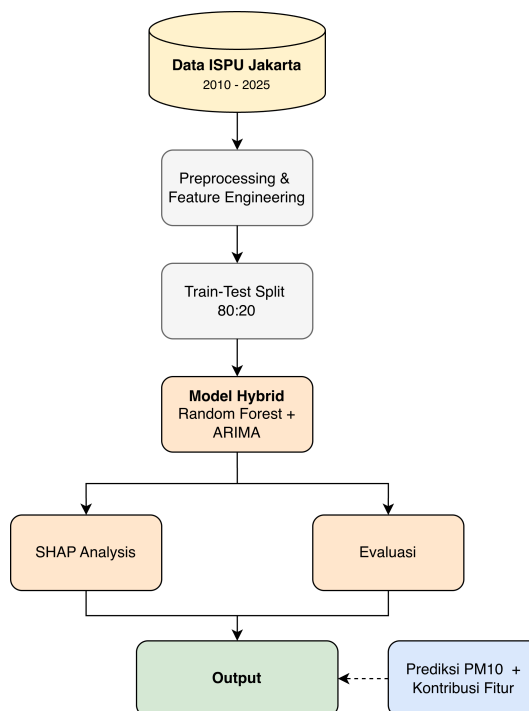 Data ISPU Jakarta
2010 - 2025
Preprocessing &
Feature Engineering
Train-Test Split
80:20
Model Hybrid
Random Forest +
ARIMA
SHAP Analysis
Evaluasi
Output
Prediksi PM10 +
Kontribusi Fitur